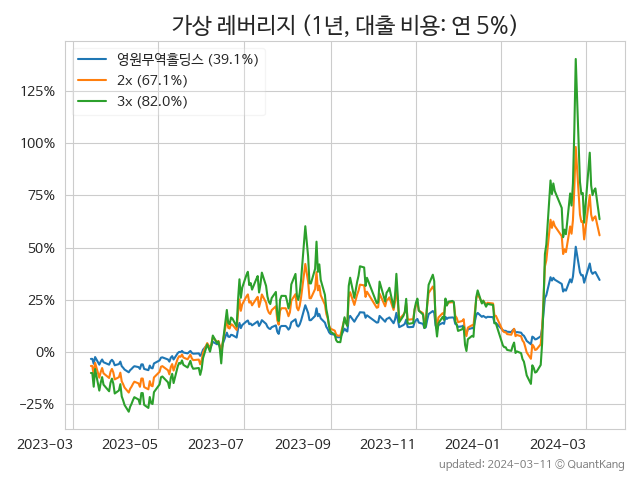 가상 레버리지 (1년, 대출 비용: 연 5%)
영원무역홀딩스 (39.1%)
2x (67.1%)
3x (82.0%)
125%
100%
75%
50%
25%
0%
−25%
2023-03 2023-05 2023-07 2023-09 2023-11 2024-01 2024-03
updated: 2024-03-11 © QuantKang